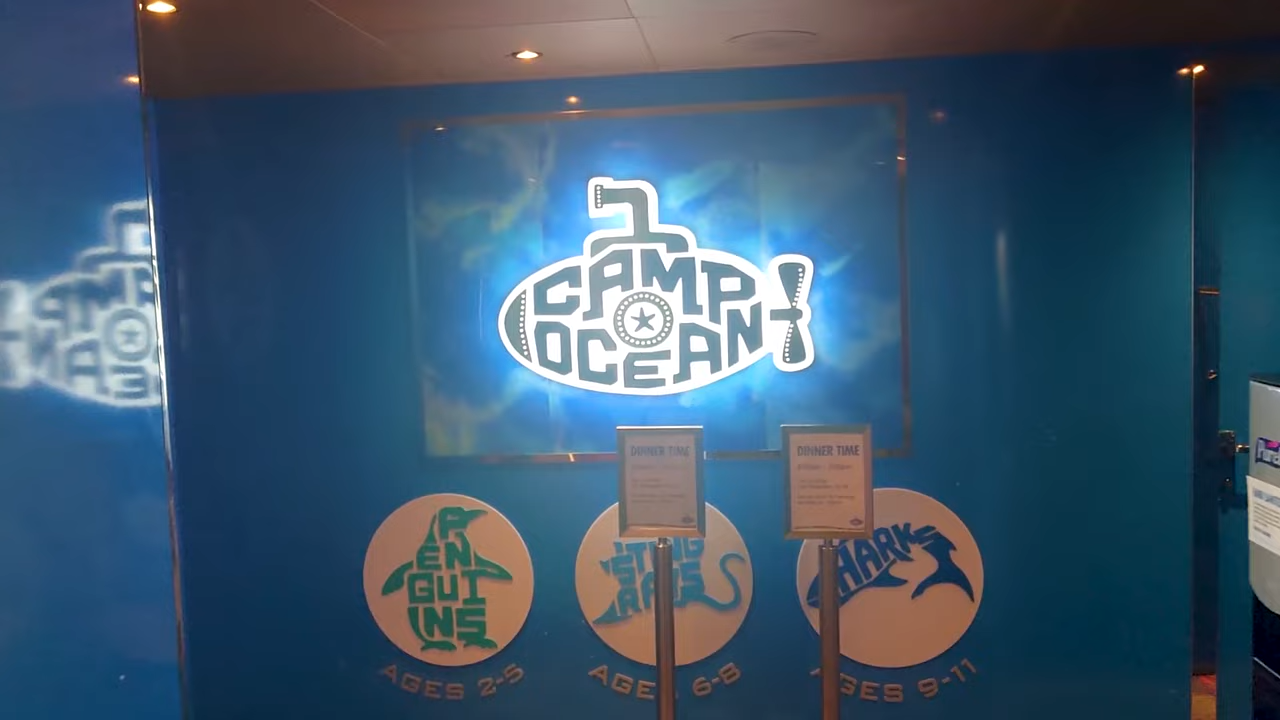 CAMP
OCEAN
DINNER TIME
DINNER TIME
PENGUINS
STING
RAYS
SHARKS
AGES 2-5
AGES 6-8
AGES 9-11